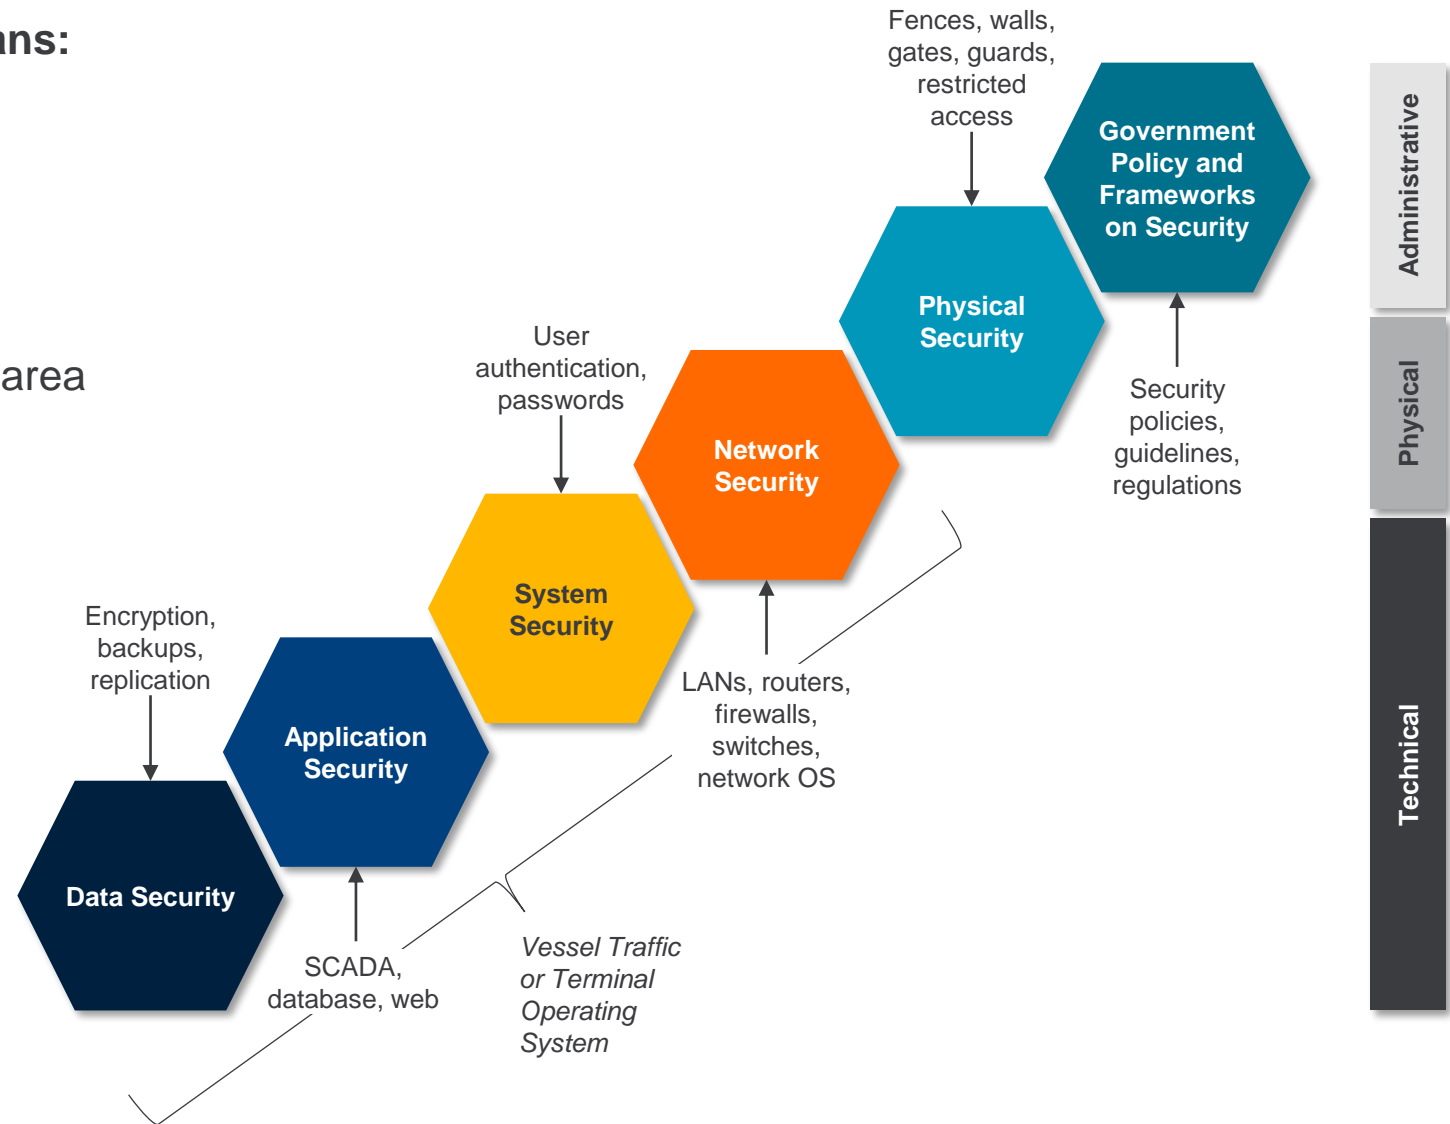 ans:
area
Fences, walls,
gates, guards,
restricted
access
Government
Policy and
Frameworks
on Security
Administrative
Physical
Security
User
authentication,
passwords
Security
policies,
guidelines,
regulations
Physical
Network
Security
System
Security
Encryption,
backups,
replication
LANs, routers,
firewalls,
switches,
network OS
Application
Security
Technical
Data Security
SCADA,
database, web
Vessel Traffic
or Terminal
Operating
System